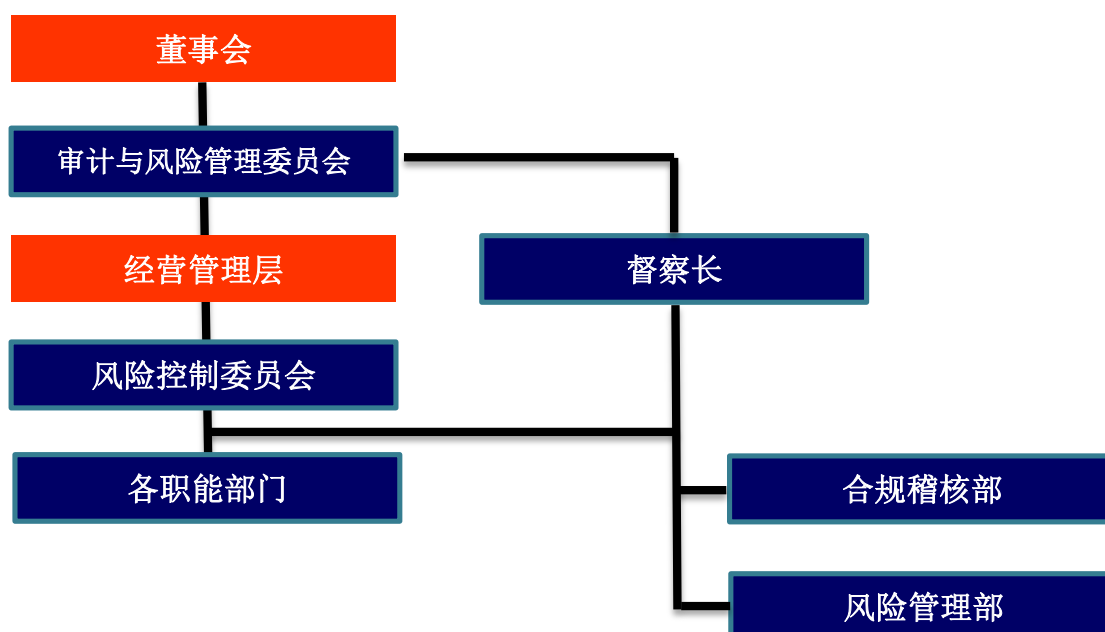 董事会
审计与风险管理委员会
经营管理层
督察长
风险控制委员会
各职能部门
合规稽核部
风险管理部